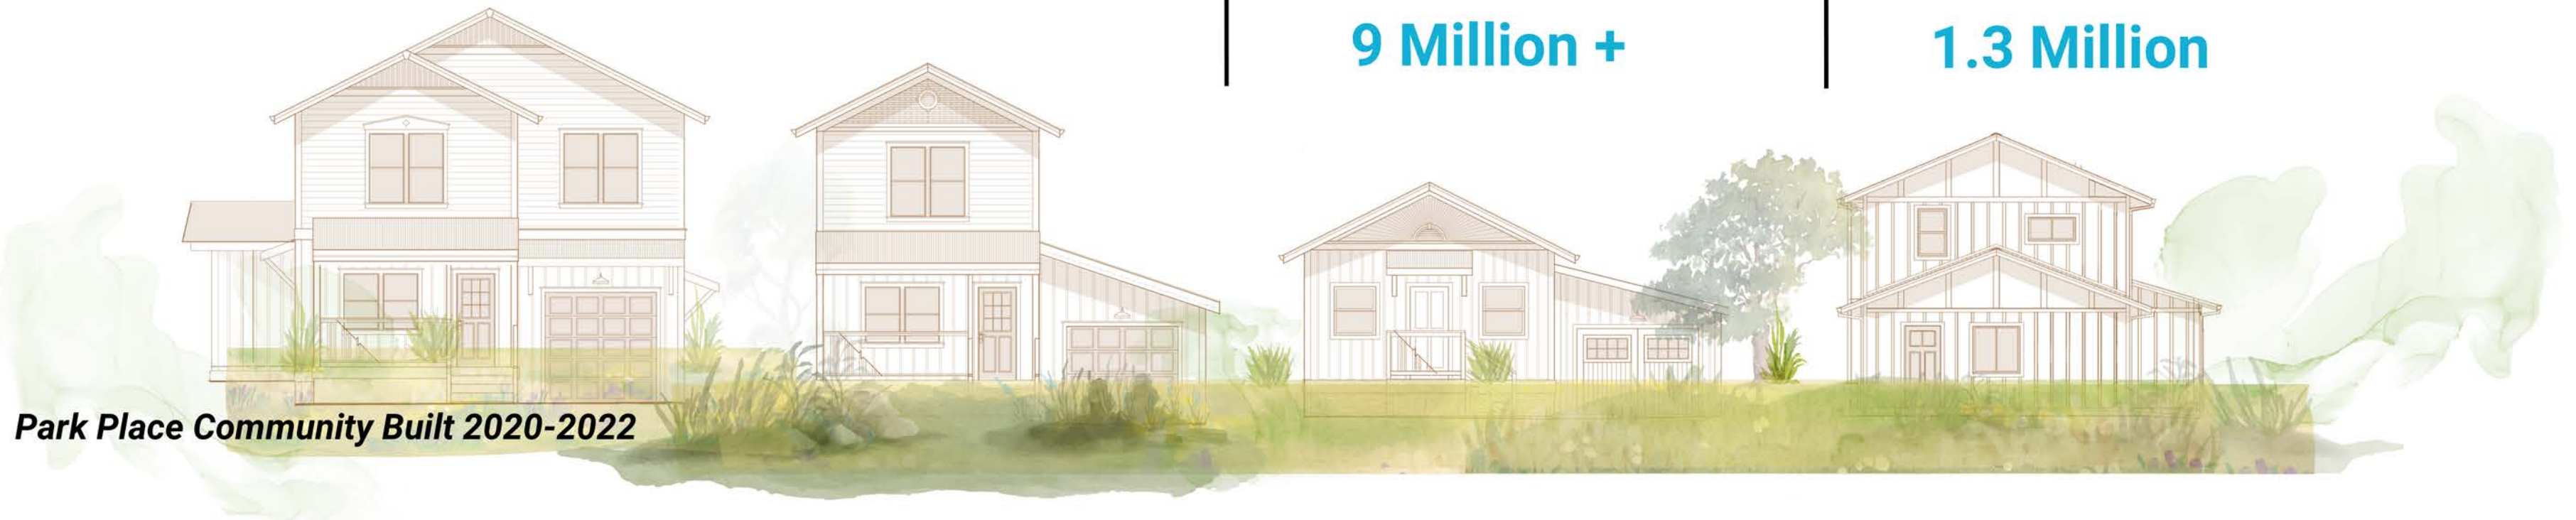 9 Million +
1.3 Million
Park Place Community Built 2020-2022